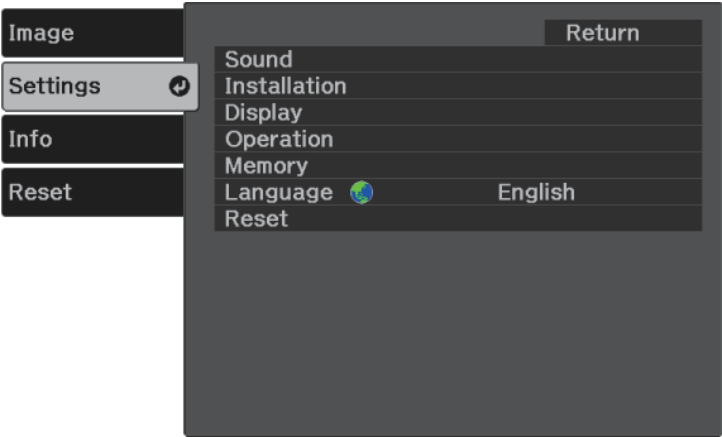 Image
Settings
Info
Reset
Return
Sound
Installation
Display
Operation
Memory
Language English
Reset